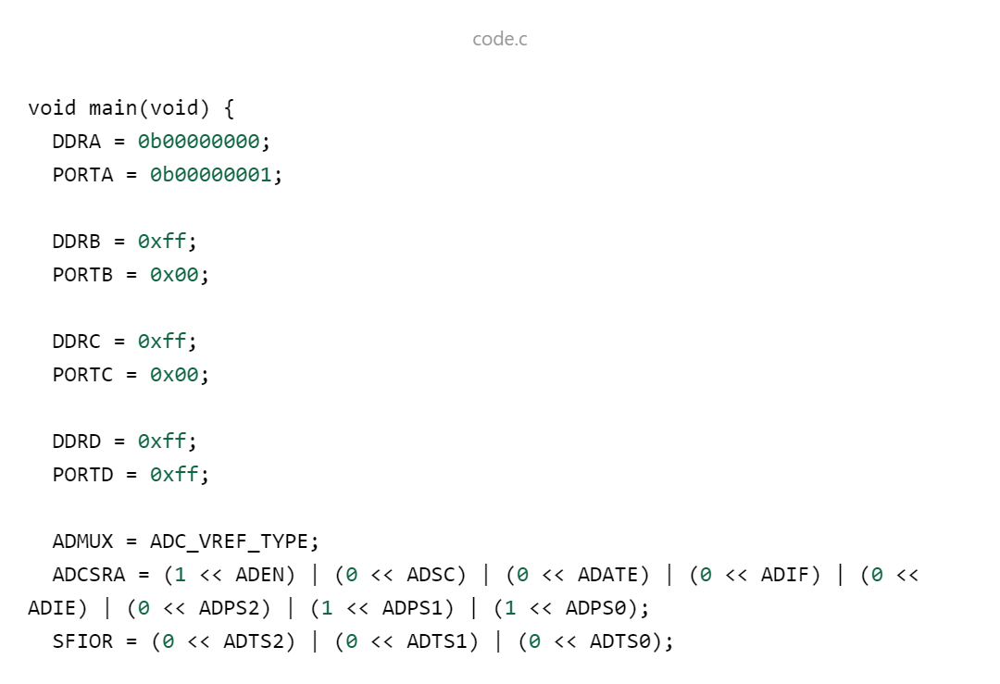 code.c
void main(void) {
DDRA = 0b00000000;
PORTA = 0b00000001;
DDRB = 0xff;
PORTB = 0x00;
DDRC = 0xff;
PORTC = 0x00;
DDRD = 0xff;
PORTD = 0xff;
ADMUX = ADC_VREF_TYPE;
ADCSRA = (1 << ADEN) | (0 << ADSC) | (0 << ADATE) | (0 << ADIF) | (0 <<
ADIE) | (0 << ADPS2) | (1 << ADPS1) | (1 << ADPS0);
SFIOR = (0 << ADTS2) | (0 << ADTS1) | (0 << ADTS0);